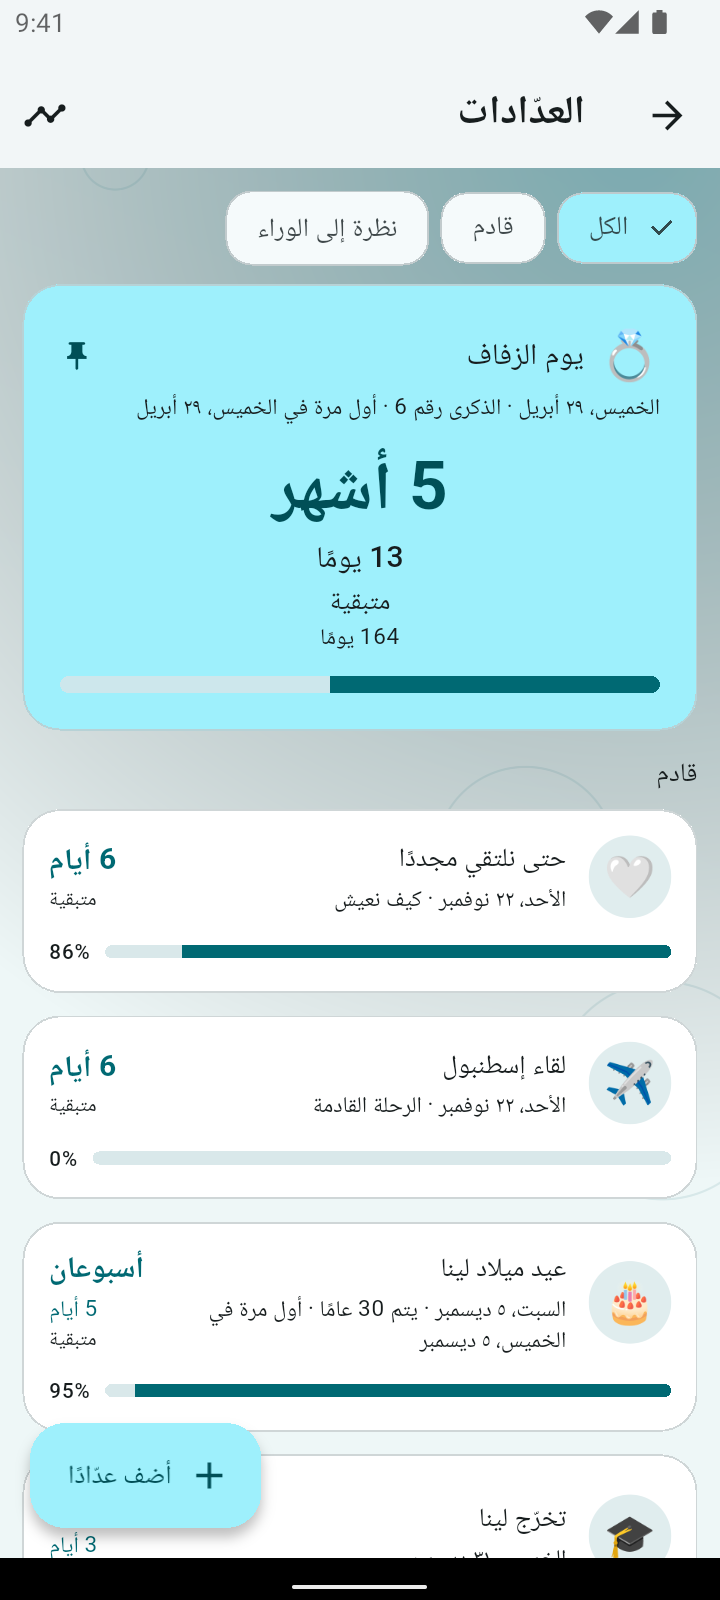 9:41
العدّادات
الكل
قادم
نظرة إلى الوراء
يوم الزفاف
الخميس، ٢٩ أبريل · الذكرى رقم 6 · أول مرة في الخميس، ٢٩ أبريل
5 أشهر
13 يومًا
متبقية
164 يومًا
قادم
حتى نلتقي مجددًا
الأحد، ٢٢ نوفمبر · كيف نعيش
6 أيام
متبقية
86%
لقاء إسطنبول
الأحد، ٢٢ نوفمبر · الرحلة القادمة
6 أيام
متبقية
0%
عيد ميلاد لينا
السبت، ٥ ديسمبر · يتم 30 عامًا · أول مرة في
الخميس، ٥ ديسمبر
أسبوعان
5 أيام
متبقية
95%
تخرّج لينا
3 أيام
أضف عدّادًا